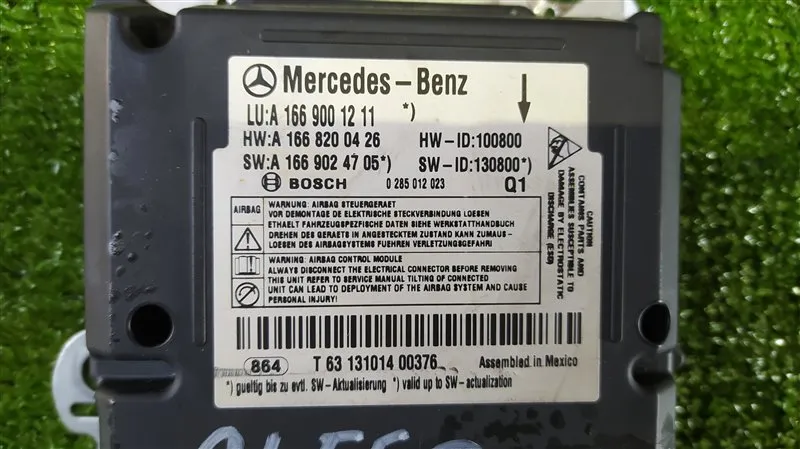 Mercedes-Benz
LU:A 166 900 12 11 *)
HW:A 166 820 04 26 HW-ID:100800
SW:A 166 902 47 05*) SW-ID:130800*)
BOSCH 0 285 012 023 Q1
AIRBAG
WARNUNG: AIRBAG STEUERGERAET
VOR DEMONTAGE DE ELEKTRISCHE STECKVERBINDUNG LOESEN
ETHAELT FAHRZEUGSPEZFISCHE DATEN SIEHE WERKSTATTHANDBUCH
DREHEN DES GERAETS IN ANGESTECKTEM ZUSTAND KANN ZUMAUS-
LOESEN DES AIRBAGSYSTEMS FUEHREN VERLETZUNGSGEFAHRI
WARNING: AIRBAG CONTROL MODULE
ALWAYS DISCONNECT THE ELECTRICAL CONNECTOR BEFORE REMOVING
THIS UNIT REFER TO SERVICE MANUAL TILTING OF CONNECTED
UNIT CAN LEAD TO DEPLOYMENT OF THE AIRBAG SYSTEM AND CAUSE
PERSONAL INJURY!
CAUTION
CONTAINS PARTS AND
ASSEMBLIES SUSCEPTIBLE TO
DAMAGE BY ELECTROSTATIC
DISCHARGE (ESD)
864 T 63 131014 00376 Assembled in Mexico
*) gueltig bis zu evtl. SW-Aktualisierung *) valid up to SW-actualization